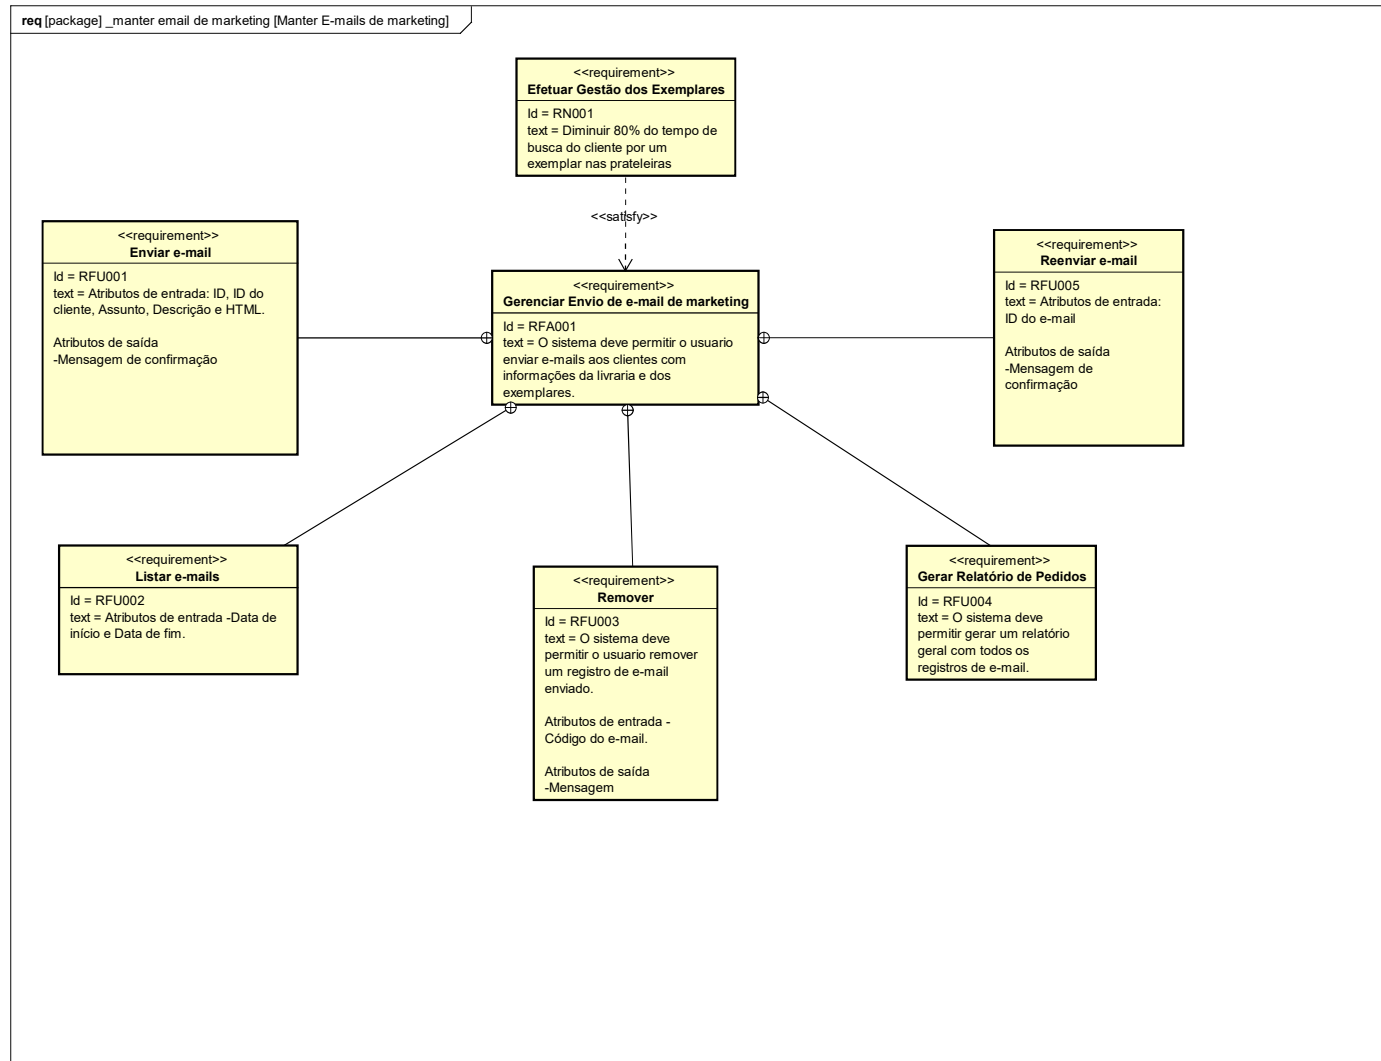 req [package] _manter email de marketing [Manter E-mails de marketing]
<<requirement>>
Efetuar Gestão dos Exemplares
Id = RN001
text = Diminuir 80% do tempo de
busca do cliente por um
exemplar nas prateleiras
<<satisfy>>
<<requirement>>
Enviar e-mail
Id = RFU001
text = Atributos de entrada: ID, ID do
cliente, Assunto, Descrição e HTML.
Atributos de saída
-Mensagem de confirmação
<<requirement>>
Gerenciar Envio de e-mail de marketing
Id = RFA001
text = O sistema deve permitir o usuario
enviar e-mails aos clientes com
informações da livraria e dos
exemplares.
<<requirement>>
Reenviar e-mail
Id = RFU005
text = Atributos de entrada:
ID do e-mail
Atributos de saída
-Mensagem de
confirmação
<<requirement>>
Listar e-mails
Id = RFU002
text = Atributos de entrada -Data de
início e Data de fim.
<<requirement>>
Remover
Id = RFU003
text = O sistema deve
permitir o usuario remover
um registro de e-mail
enviado.
Atributos de entrada -
Código do e-mail.
Atributos de saída
-Mensagem
<<requirement>>
Gerar Relatório de Pedidos
Id = RFU004
text = O sistema deve
permitir gerar um relatório
geral com todos os
registros de e-mail.